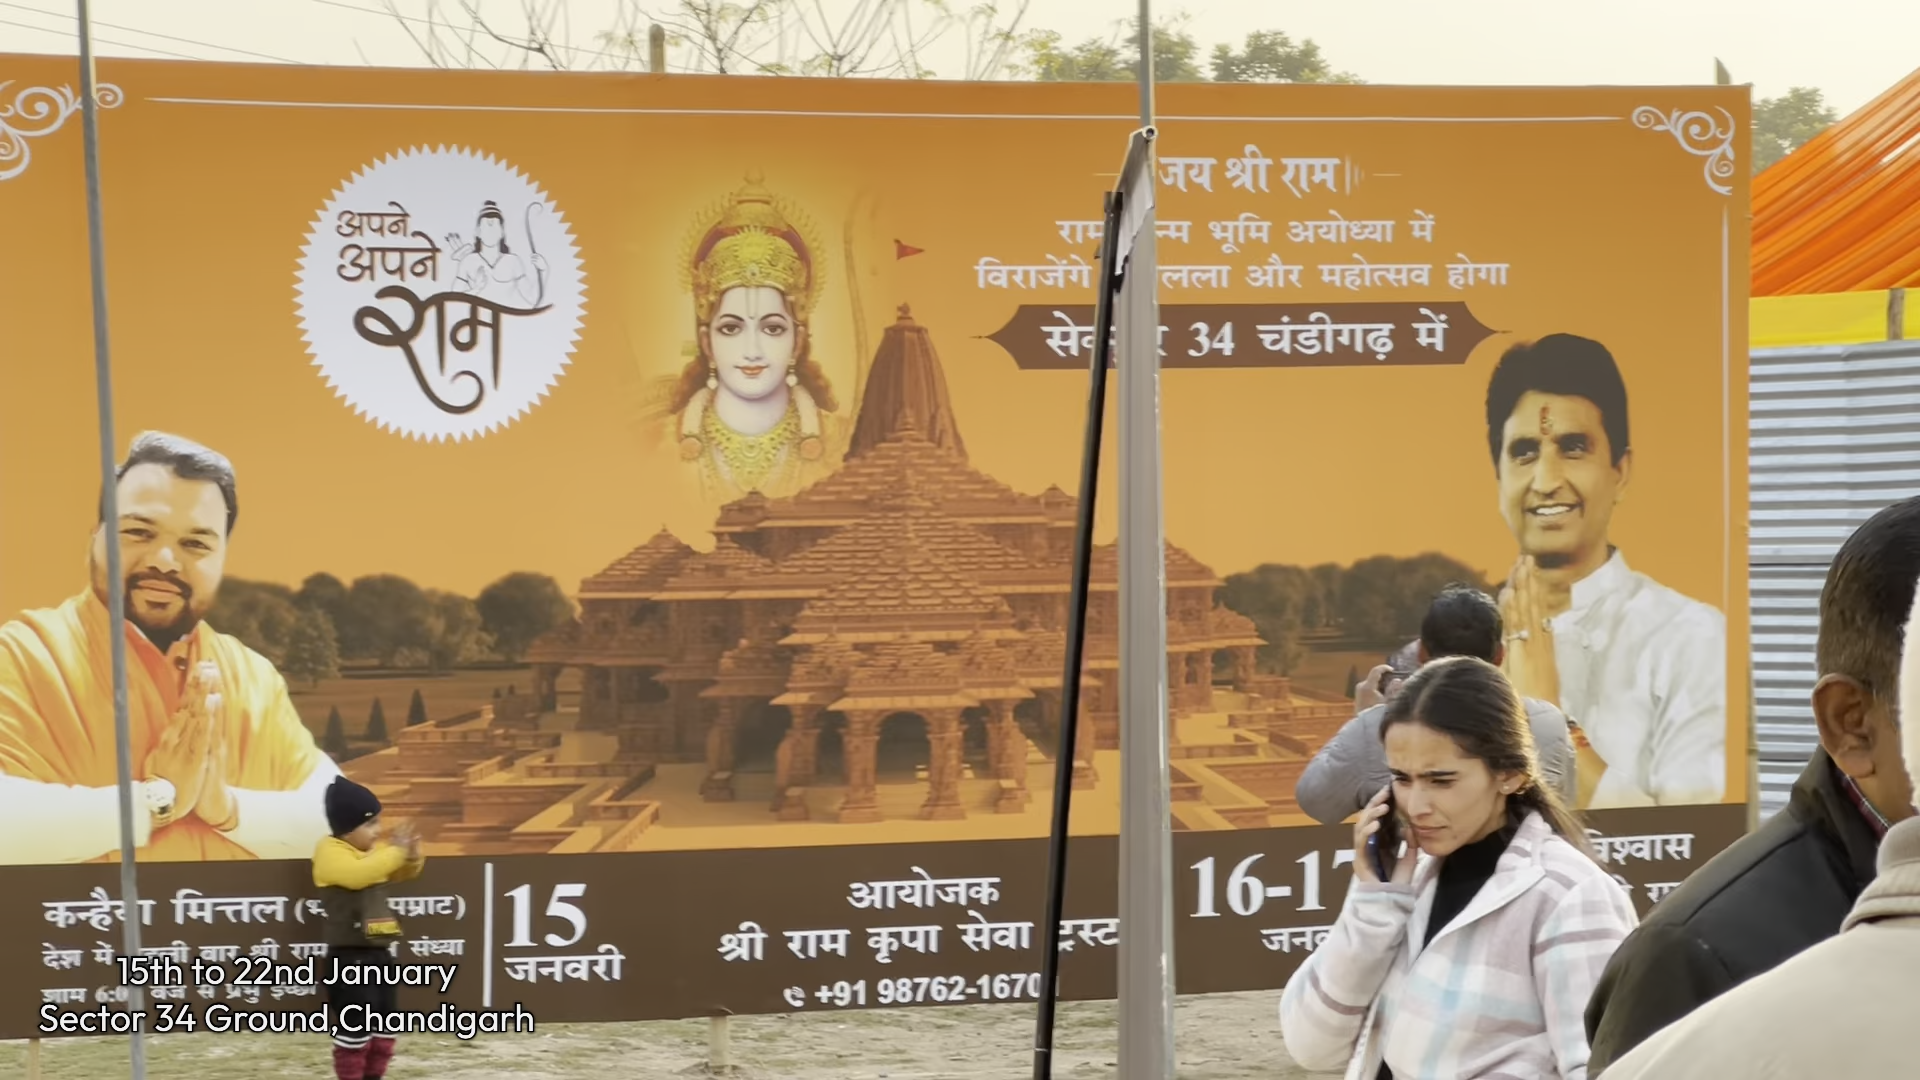 अपने
अपने
राम
जय श्री राम
भूमि अयोध्या में
विराजेंगे लला और महोत्सव होगा
34 चंडीगढ़ में
कन्हैया मित्तल
देश में श्री राम संध्या
शाम
15
जनवरी
आयोजक
श्री राम कृपा सेवा ट्रस्ट
+91 98762-1670
16-17
विश्वास
15th to 22nd January
Sector 34 Ground,Chandigarh